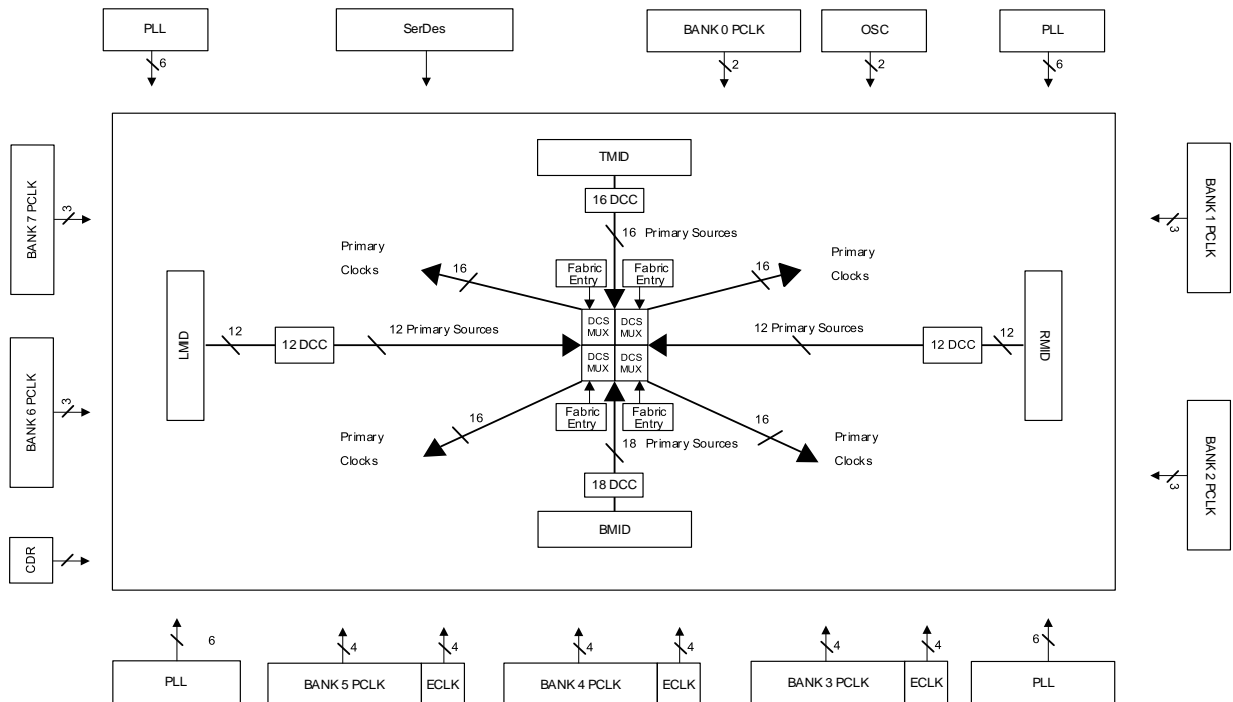 PLL
SerDes
BANK 0 PCLK
OSC
PLL
6
2
2
6
BANK 7 PCLK
3
BANK 1 PCLK
3
TMID
16 DCC
16 Primary Sources
Primary
Clocks
16
Fabric
Entry
Fabric
Entry
16
Primary
Clocks
LMID
12
12 DCC
12 Primary Sources
DCS
MUX
DCS
MUX
DCS
MUX
DCS
MUX
12 Primary Sources
12 DCC
12
RMID
BANK 6 PCLK
3
BANK 2 PCLK
3
Primary
Clocks
16
Fabric
Entry
Fabric
Entry
16
Primary
Clocks
18 Primary Sources
18 DCC
BMID
CDR
6
4
4
4
4
4
4
6
PLL
BANK 5 PCLK
ECLK
BANK 4 PCLK
ECLK
BANK 3 PCLK
ECLK
PLL